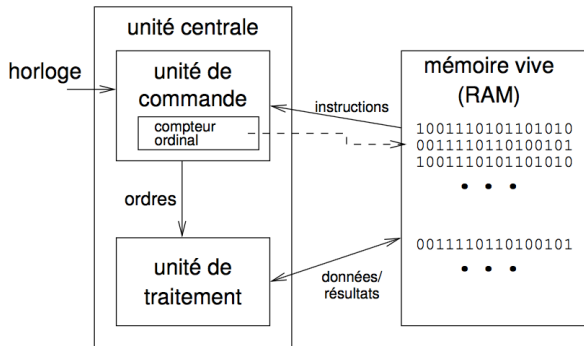 unité centrale
horloge
unité de
commande
compteur
ordinal
ordres
unité de
traitement
instructions
données/
résultats
mémoire vive
(RAM)
1001110101101010
0011110110100101
1001110101101010
• • •
0011110110100101
• • •